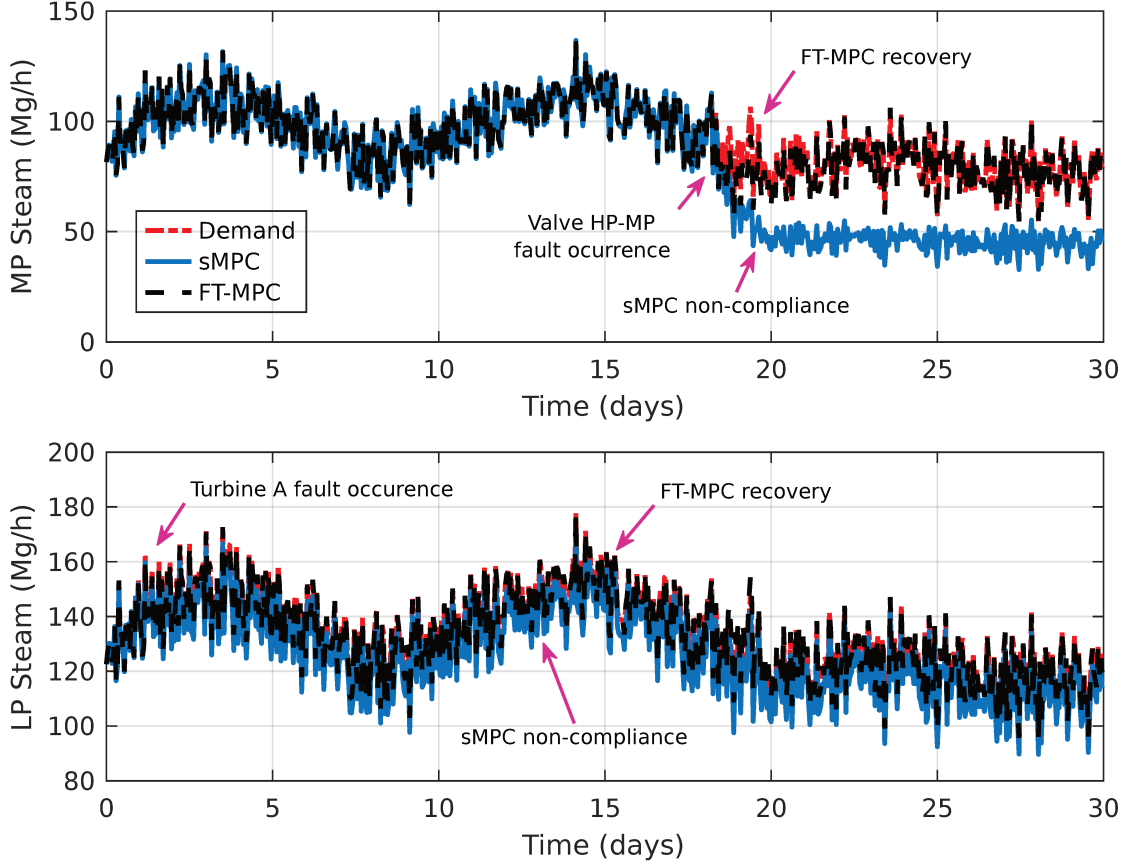 150
100
50
0
MP Steam (Mg/h)
FT-MPC recovery
Valve HP-MP
fault ocurrence
sMPC non-compliance
Demand
sMPC
FT-MPC
0 5 10 15 20 25 30
Time (days)
200
180
160
140
120
100
80
LP Steam (Mg/h)
Turbine A fault occurence
FT-MPC recovery
sMPC non-compliance
0 5 10 15 20 25 30
Time (days)